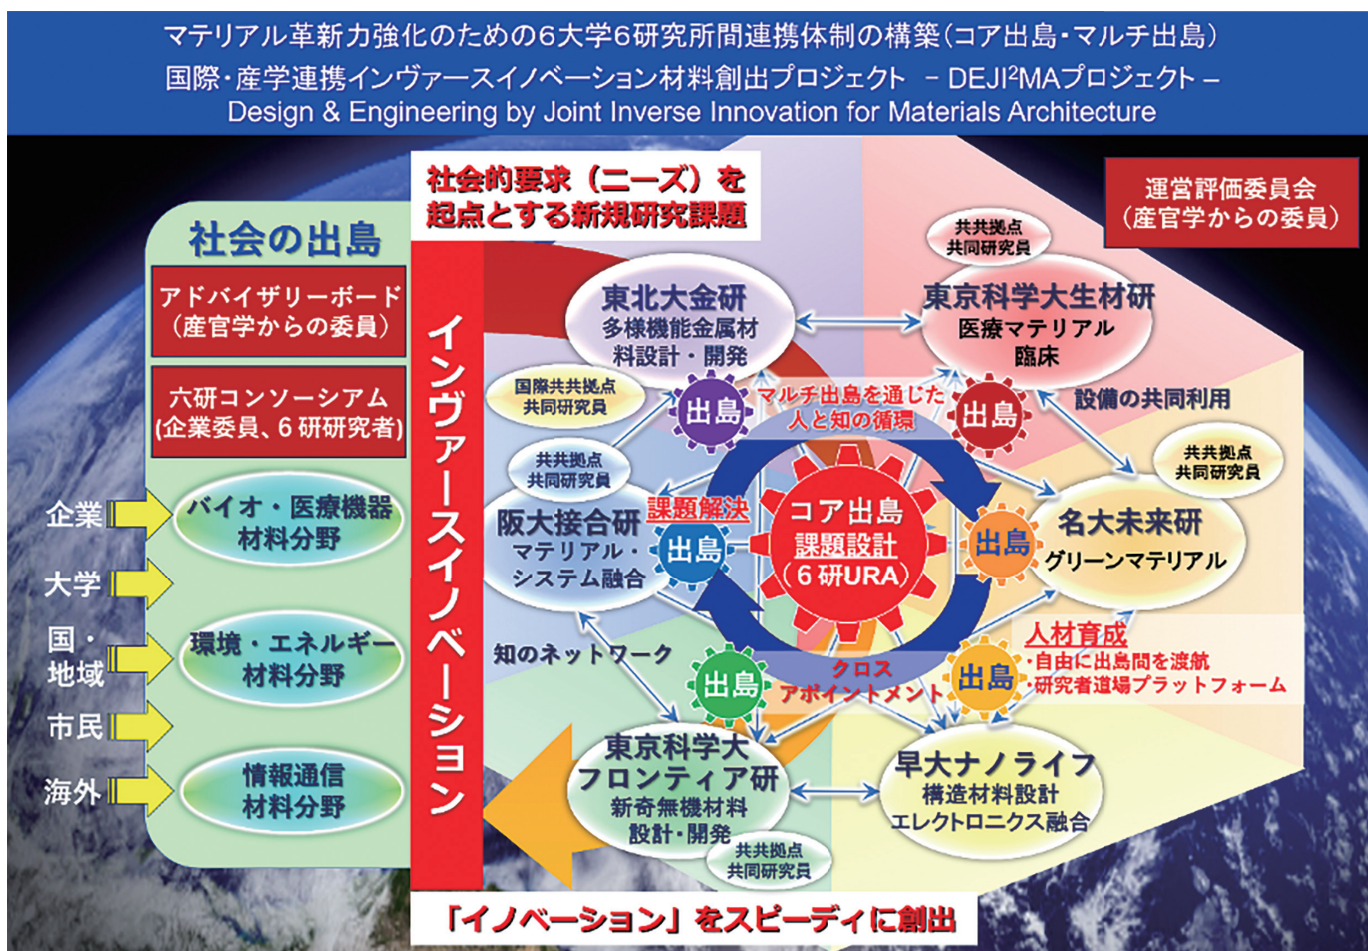 マテリアル革新力強化のための6大学6研究所間連携体制の構築(コア出島・マルチ出島)
国際・産学連携インヴァースイノベーション材料創出プロジェクト －DEJI²MAプロジェクト－
Design & Engineering by Joint Inverse Innovation for Materials Architecture
社会的要求（ニーズ）を
起点とする新規研究課題
運営評価委員会
(産官学からの委員)
社会の出島
アドバイザリーボード
(産官学からの委員)
六研コンソーシアム
(企業委員、６研研究者)
企業
大学
国・
地域
市民
海外
バイオ・医療機器
材料分野
環境・エネルギー
材料分野
情報通信
材料分野
インヴァースイノベーション
東北大金研
多様機能金属材
料設計・開発
共共拠点
共同研究員
東京科学大生材研
医療マテリアル
臨床
国際共共拠点
共同研究員
出島
マルチ出島を通じた
人と知の循環
出島
設備の共同利用
共共拠点
共同研究員
共共拠点
共同研究員
阪大接合研
マテリアル・
システム融合
課題解決
出島
コア出島
課題設計
(６研URA)
出島
名大未来研
グリーンマテリアル
知のネットワーク
出島
クロス
アポイントメント
出島
人材育成
・自由に出島間を渡航
・研究者道場プラットフォーム
東京科学大
フロンティア研
新奇無機材料
設計・開発
共共拠点
共同研究員
早大ナノライフ
構造材料設計
エレクトロニクス融合
「イノベーション」をスピーディに創出